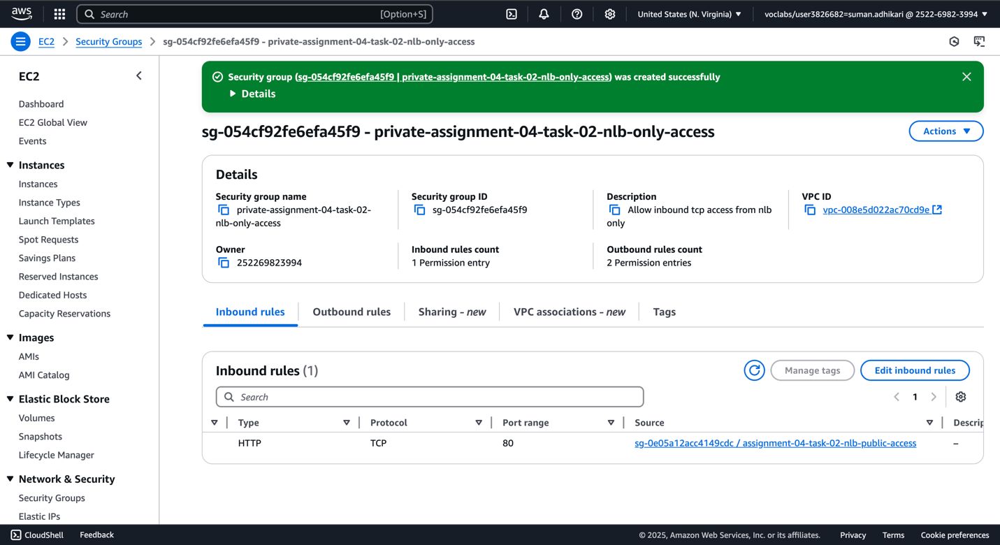 aws
Search [Option+S]
United States (N. Virginia)
voclabs/user3826682=suman.adhikari @ 2522-6982-3994
EC2
Security Groups
sg-054cf92fe6efa45f9 - private-assignment-04-task-02-nlb-only-access
EC2
Dashboard
EC2 Global View
Events
Instances
Instances
Instance Types
Launch Templates
Spot Requests
Savings Plans
Reserved Instances
Dedicated Hosts
Capacity Reservations
Images
AMIs
AMI Catalog
Elastic Block Store
Volumes
Snapshots
Lifecycle Manager
Network & Security
Security Groups
Elastic IPs
Security group (sg-054cf92fe6efa45f9 | private-assignment-04-task-02-nlb-only-access) was created successfully
Details
sg-054cf92fe6efa45f9 - private-assignment-04-task-02-nlb-only-access
Actions
Details
Security group name
private-assignment-04-task-02-
nlb-only-access
Security group ID
sg-054cf92fe6efa45f9
Description
Allow inbound tcp access from nlb
only
VPC ID
vpc-008e5d022ac70cd9e
Owner
252269823994
Inbound rules count
1 Permission entry
Outbound rules count
2 Permission entries
Inbound rules
Outbound rules
Sharing - new
VPC associations - new
Tags
Inbound rules (1)
Manage tags
Edit inbound rules
Search
1
Type Protocol Port range Source Descrip
HTTP TCP 80 sg-0e05a12acc4149cdc / assignment-04-task-02-nlb-public-access –
CloudShell
Feedback
© 2025, Amazon Web Services, Inc. or its affiliates.
Privacy
Terms
Cookie preferences